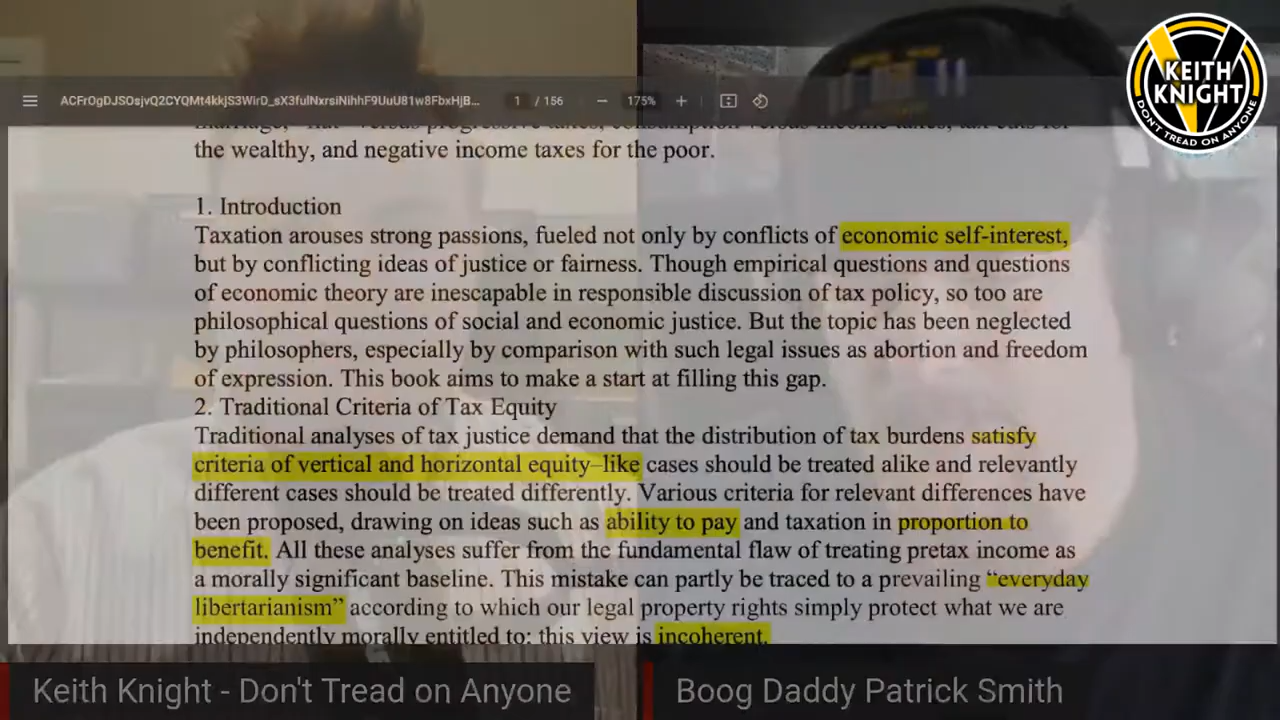 KEITH
KNIGHT
DON'T TREAD ON ANYONE
1 / 156
175%
the wealthy, and negative income taxes for the poor.
1. Introduction
Taxation arouses strong passions, fueled not only by conflicts of economic self-interest,
but by conflicting ideas of justice or fairness. Though empirical questions and questions
of economic theory are inescapable in responsible discussion of tax policy, so too are
philosophical questions of social and economic justice. But the topic has been neglected
by philosophers, especially by comparison with such legal issues as abortion and freedom
of expression. This book aims to make a start at filling this gap.
2. Traditional Criteria of Tax Equity
Traditional analyses of tax justice demand that the distribution of tax burdens satisfy
criteria of vertical and horizontal equity–like cases should be treated alike and relevantly
different cases should be treated differently. Various criteria for relevant differences have
been proposed, drawing on ideas such as ability to pay and taxation in proportion to
benefit. All these analyses suffer from the fundamental flaw of treating pretax income as
a morally significant baseline. This mistake can partly be traced to a prevailing “everyday
libertarianism” according to which our legal property rights simply protect what we are
independently morally entitled to; this view is incoherent.
Keith Knight - Don't Tread on Anyone
Boog Daddy Patrick Smith